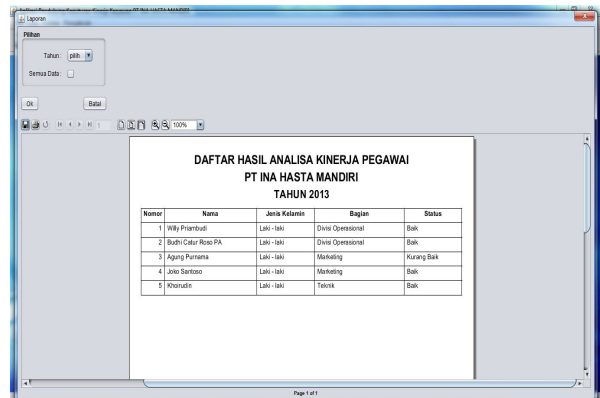 Laporan
Pilihan
Tahun : pilih
Semua Data :
Ok Batal
100%
DAFTAR HASIL ANALISA KINERJA PEGAWAI
PT INA HASTA MANDIRI
TAHUN 2013
Nomor Nama Jenis Kelamin Bagian Status
1 Willy Priambudi Laki - laki Divisi Operasional Baik
2 Budhi Catur Roso PA Laki - laki Divisi Operasional Baik
3 Agung Purnama Laki - laki Marketing Kurang Baik
4 Joko Santoso Laki - laki Marketing Baik
5 Khoirudin Laki - laki Teknik Baik
Page 1 of 1